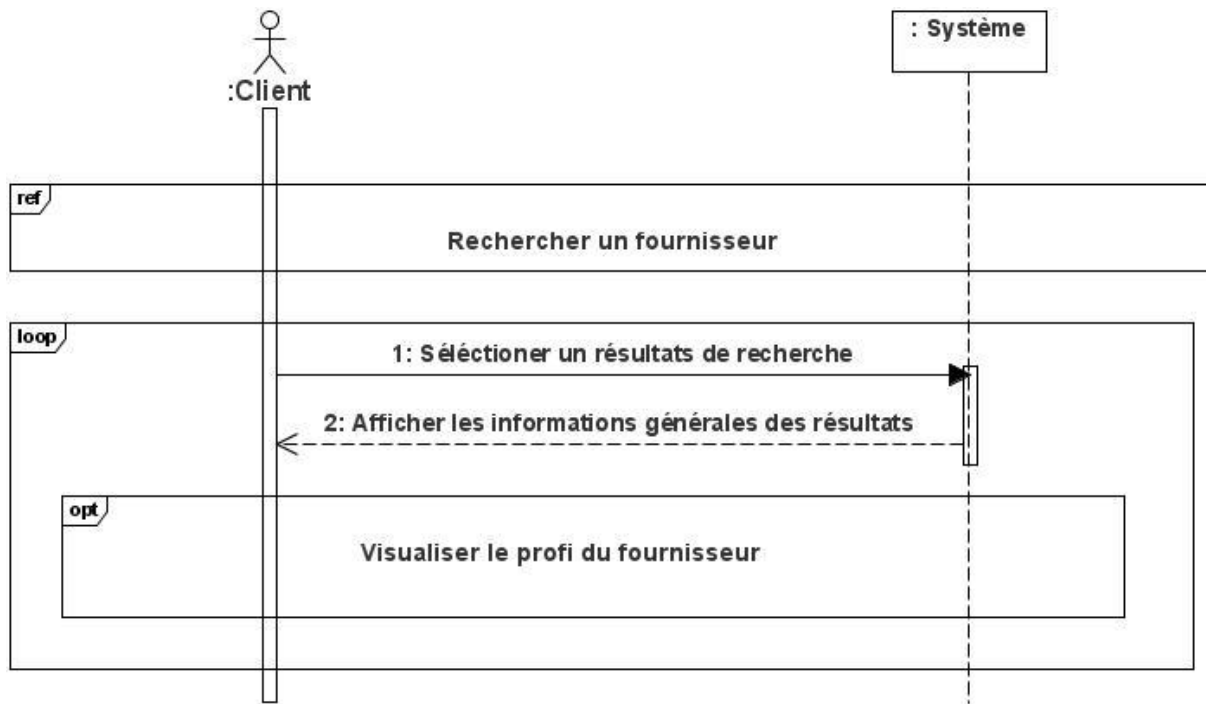 : Système
:Client
ref
Rechercher un fournisseur
loop
1: Séléctioner un résultats de recherche
2: Afficher les informations générales des résultats
opt
Visualiser le profi du fournisseur